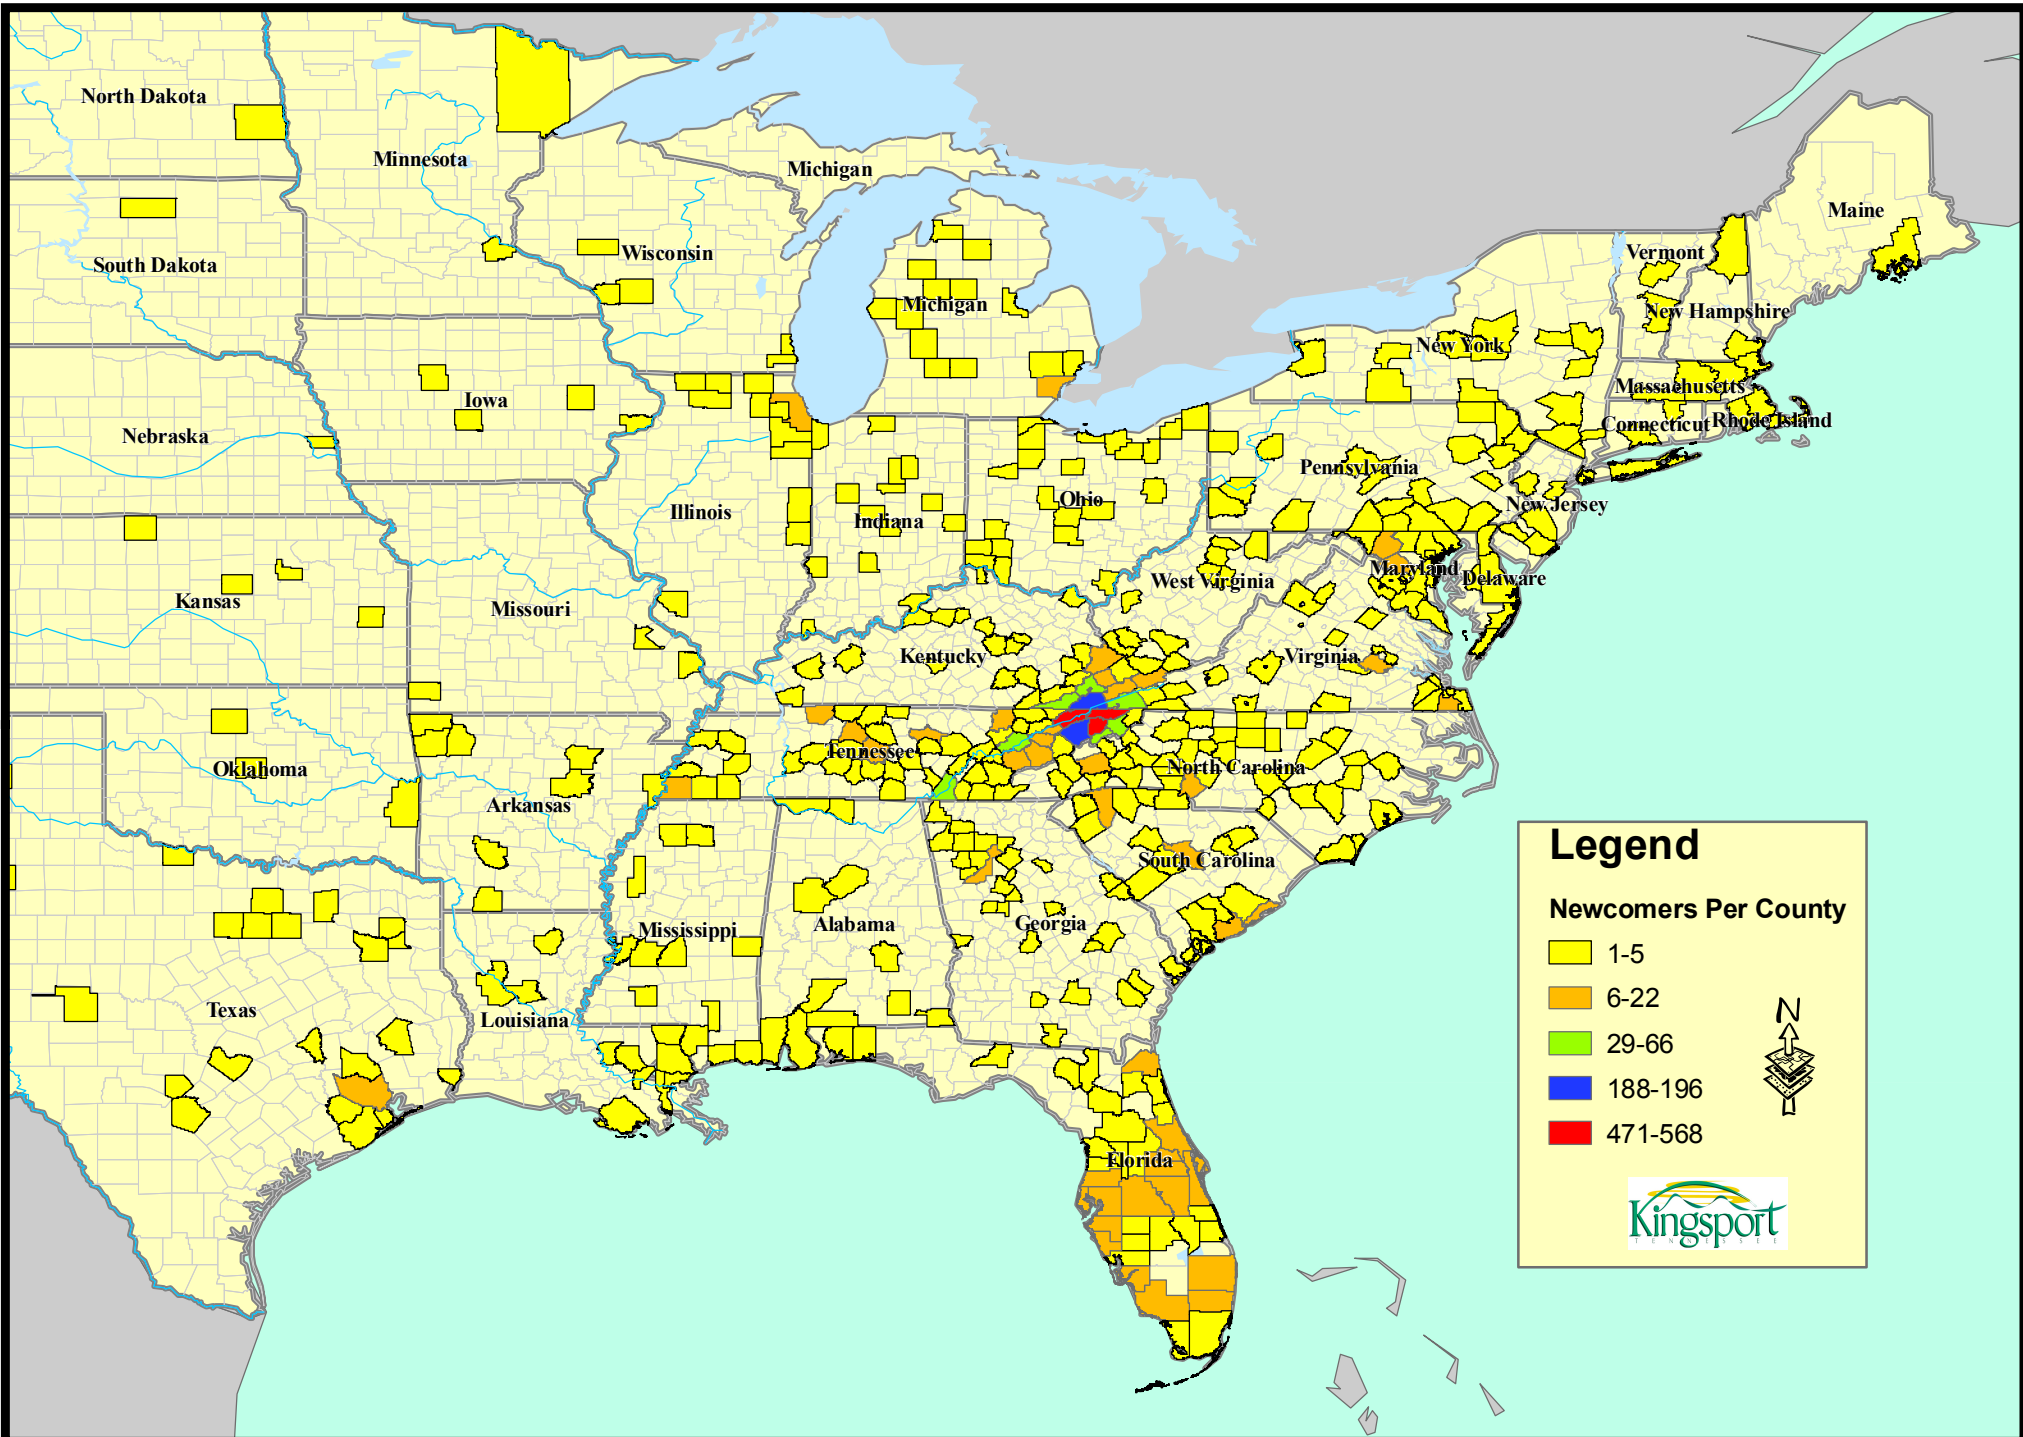 North Dakota
Minnesota
Michigan
Maine
South Dakota
Wisconsin
Vermont
Michigan
New Hampshire
New York
Iowa
Massachusetts
Nebraska
Connecticut
Rhode Island
Pennsylvania
Illinois
Indiana
Ohio
New Jersey
Kansas
Missouri
West Virginia
Maryland
Delaware
Kentucky
Virginia
Oklahoma
Tennessee
North Carolina
Arkansas
South Carolina
Mississippi
Alabama
Georgia
Texas
Louisiana
Florida
Legend
Newcomers Per County
1-5
6-22
29-66
188-196
471-568
N
Kingsport
TENNESSEE